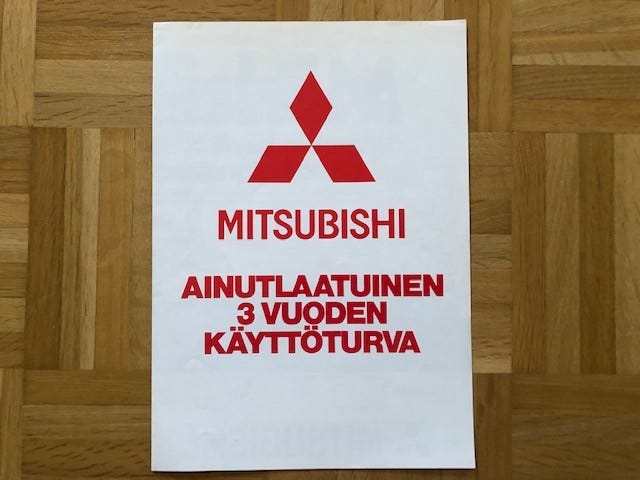 MITSUBISHI
AINUTLAATUINEN
3 VUODEN
KÄYTTÖTURVA